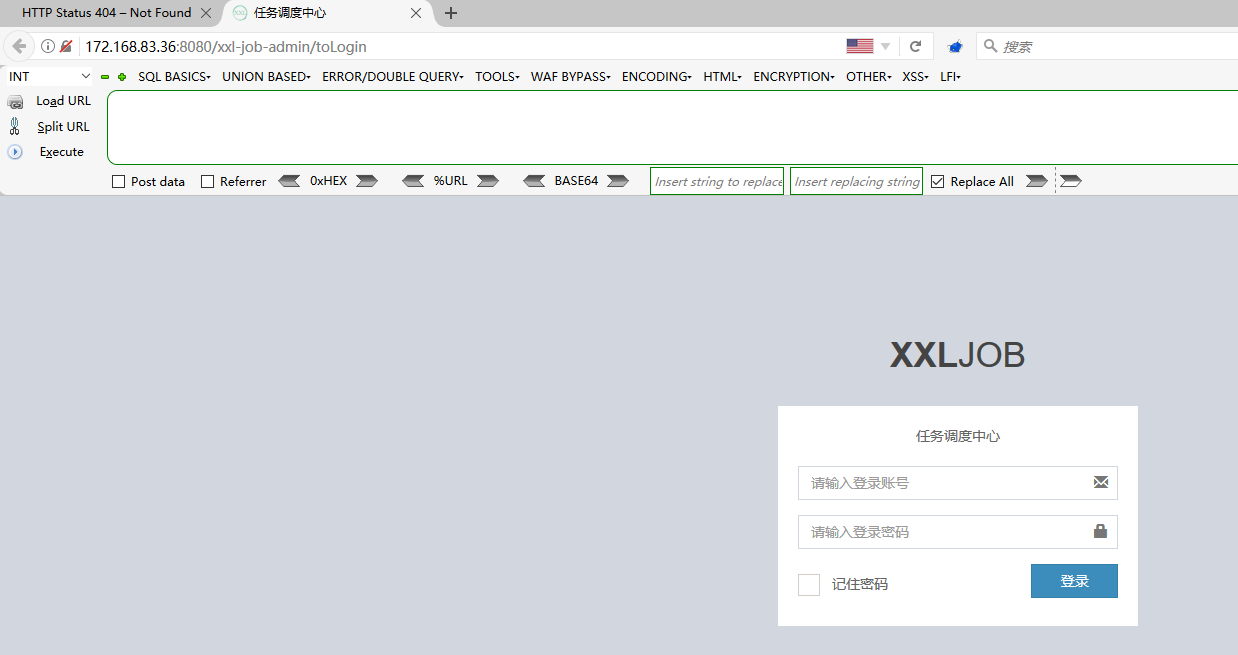 HTTP Status 404 – Not Found
任务调度中心
172.168.83.36:8080/xxl-job-admin/toLogin
搜索
INT
SQL BASICS
UNION BASED
ERROR/DOUBLE QUERY
TOOLS
WAF BYPASS
ENCODING
HTML
ENCRYPTION
OTHER
XSS
LFI
Load URL
Split URL
Execute
Post data
Referrer
0xHEX
%URL
BASE64
Insert string to replace
Insert replacing string
Replace All
XXLJOB
任务调度中心
请输入登录账号
请输入登录密码
记住密码
登录